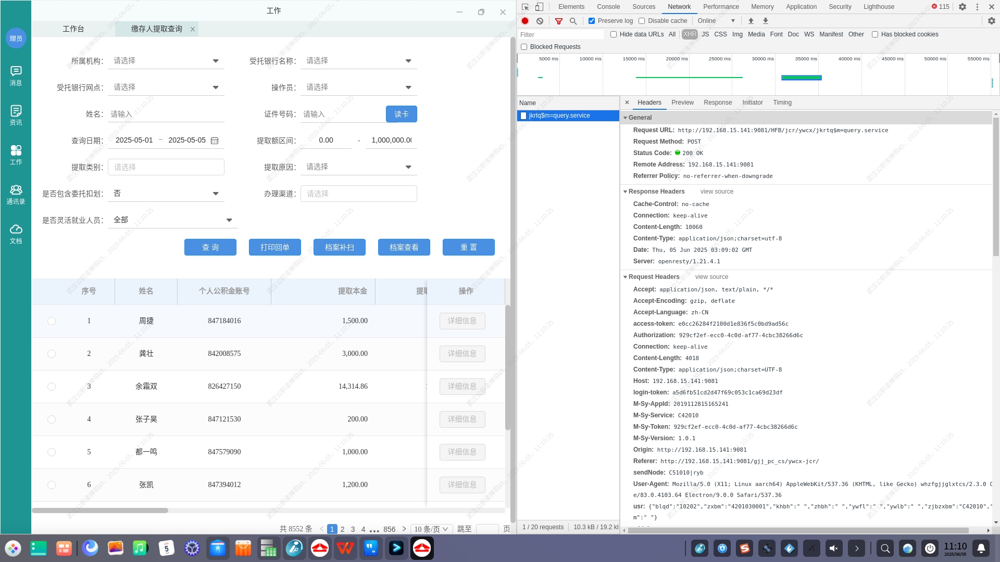 工作
工作台
缴存人提取查询
理员
消息
资讯
工作
通讯录
文档
所属机构: 请选择
受托银行名称: 请选择
受托银行网点: 请选择
操作员: 请选择
姓名: 请输入
证件号码: 请输入 读卡
查询日期: 2025-05-01 ~ 2025-05-05
提取额区间: 0.00 - 1,000,000.00
提取类别: 请选择
提取原因: 请选择
是否包含委托扣划: 否
办理渠道: 请选择
是否灵活就业人员: 全部
查 询 打印回单 档案补扫 档案查看 重 置
序号 姓名 个人公积金账号 提取本金 提取 操作
1 周捷 847184016 1,500.00 详细信息
2 龚壮 842008575 3,000.00 详细信息
3 余霜双 826427150 14,314.86 详细信息
4 张子昊 847121530 200.00 详细信息
5 都一鸣 847579090 1,000.00 详细信息
6 张凯 847394012 1,200.00 详细信息
共 8552 条 < 1 2 3 4 ••• 856 > 10 条/页 跳至 页
Elements Console Sources Network Performance Memory Application Security Lighthouse 115
Preserve log Disable cache Online
Filter Hide data URLs All XHR JS CSS Img Media Font Doc WS Manifest Other Has blocked cookies
Blocked Requests
5000 ms 10000 ms 15000 ms 20000 ms 25000 ms 30000 ms 35000 ms 40000 ms 45000 ms 50000 ms 55000 ms
Name
jkrtq$m=query.service
Headers Preview Response Initiator Timing
General
Request URL: http://192.168.15.141:9081/HFB/jcr/ywcx/jkrtq$m=query.service
Request Method: POST
Status Code: 200 OK
Remote Address: 192.168.15.141:9081
Referrer Policy: no-referrer-when-downgrade
Response Headers view source
Cache-Control: no-cache
Connection: keep-alive
Content-Length: 10060
Content-Type: application/json;charset=utf-8
Date: Thu, 05 Jun 2025 03:09:02 GMT
Server: openresty/1.21.4.1
Request Headers view source
Accept: application/json, text/plain, */*
Accept-Encoding: gzip, deflate
Accept-Language: zh-CN
access-token: e0cc26284f2100d1e836f5c0bd9ad56c
Authorization: 929cf2ef-ecc0-4c0d-af77-4cbc38266d6c
Connection: keep-alive
Content-Length: 4018
Content-Type: application/json;charset=UTF-8
Host: 192.168.15.141:9081
login-token: a5d6fb51cd2d47f69c053c1ca69d23df
M-Sy-AppId: 2019112815165241
M-Sy-Service: C42010
M-Sy-Token: 929cf2ef-ecc0-4c0d-af77-4cbc38266d6c
M-Sy-Version: 1.0.1
Origin: http://192.168.15.141:9081
Referer: http://192.168.15.141:9081/gjj_pc_cs/ywcx-jcr/
sendNode: C51010|ryb
User-Agent: Mozilla/5.0 (X11; Linux aarch64) AppleWebKit/537.36 (KHTML, like Gecko) whzfgjjglxtcs/2.3.0 C
e/83.0.4103.64 Electron/9.0.0 Safari/537.36
usr: {"blqd":"10202","zxbm":"4201030001","khbh":" ","zhbh":" ","ywfl":" ","ywlb":" ","zjbzxbm":"C42010","
m":" "}
1 / 20 requests 10.3 kB / 19.2 kB
11:10
2025/06/05